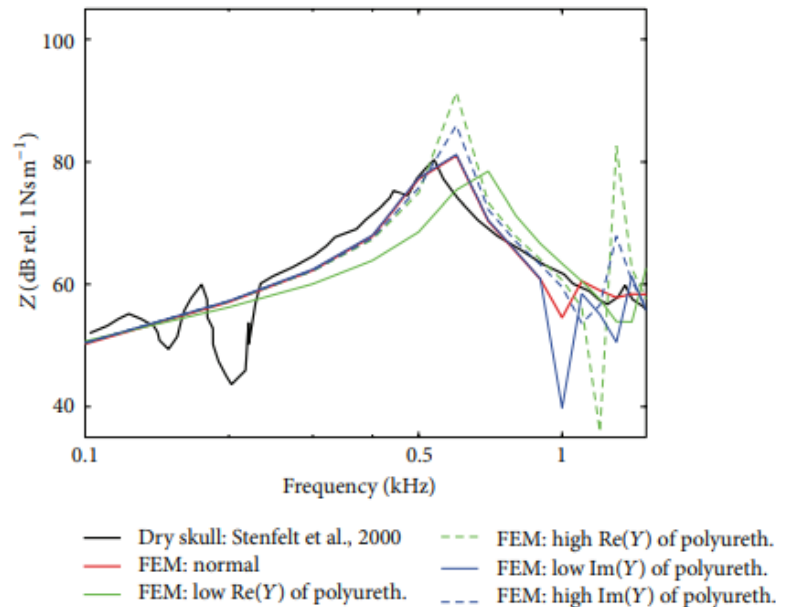 100
80
60
40
Z (dB rel. 1Nsm⁻¹)
0.1
0.5
1
Frequency (kHz)
Dry skull: Stenfelt et al., 2000
FEM: normal
FEM: low Re(Y) of polyureth.
FEM: high Re(Y) of polyureth.
FEM: low Im(Y) of polyureth.
FEM: high Im(Y) of polyureth.